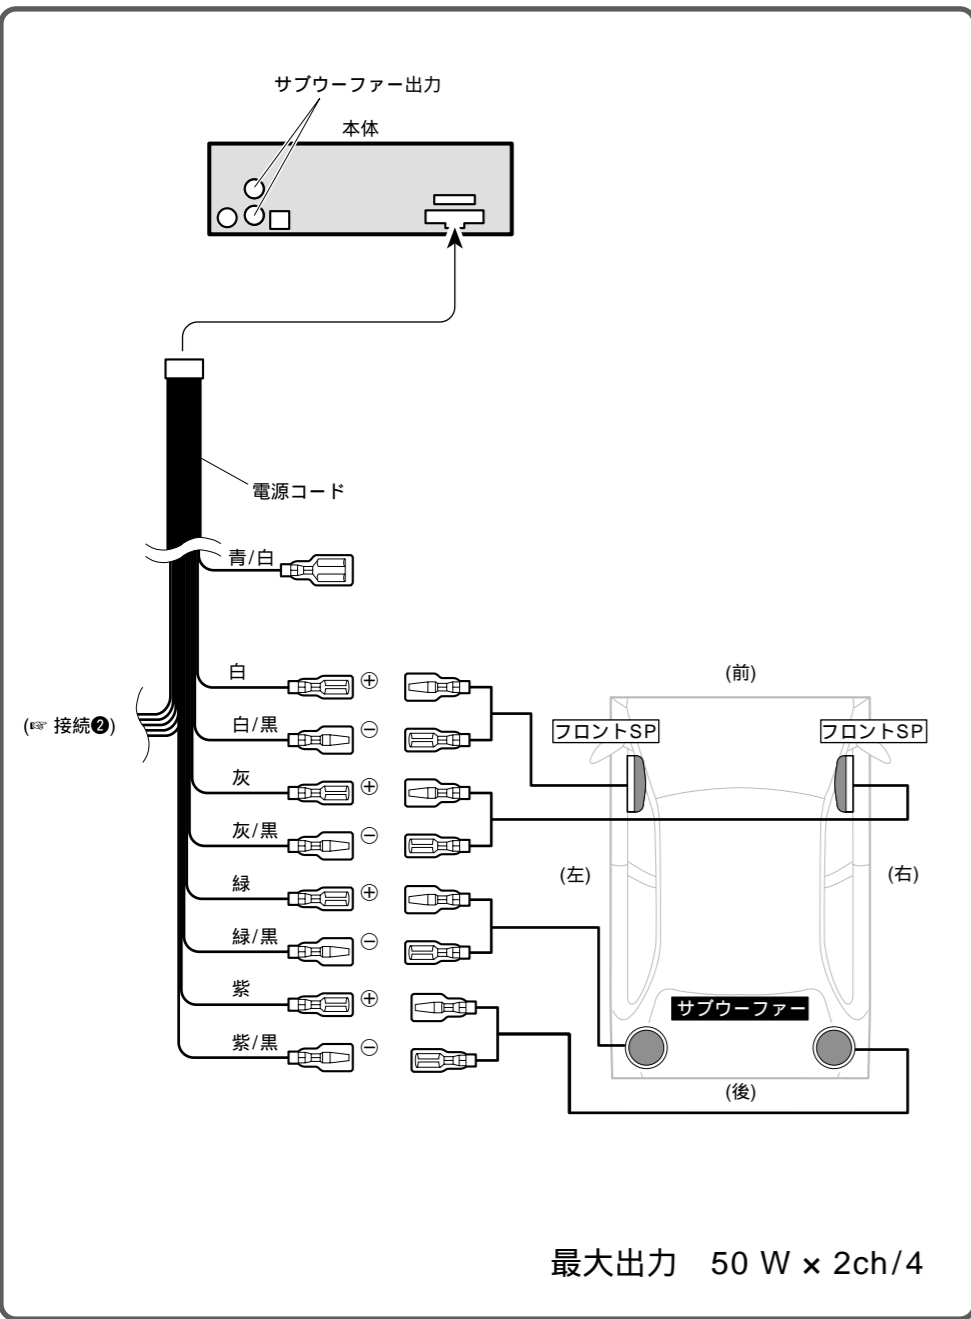 サブウーファー出力
本体
電源コード
青/白
白
⊕
(前)
(☞ 接続❷)
白/黒
⊖
フロントSP
フロントSP
灰
⊕
灰/黒
⊖
(左)
(右)
緑
⊕
緑/黒
⊖
紫
⊕
サブウーファー
紫/黒
⊖
(後)
最大出力 50 W × 2ch/4